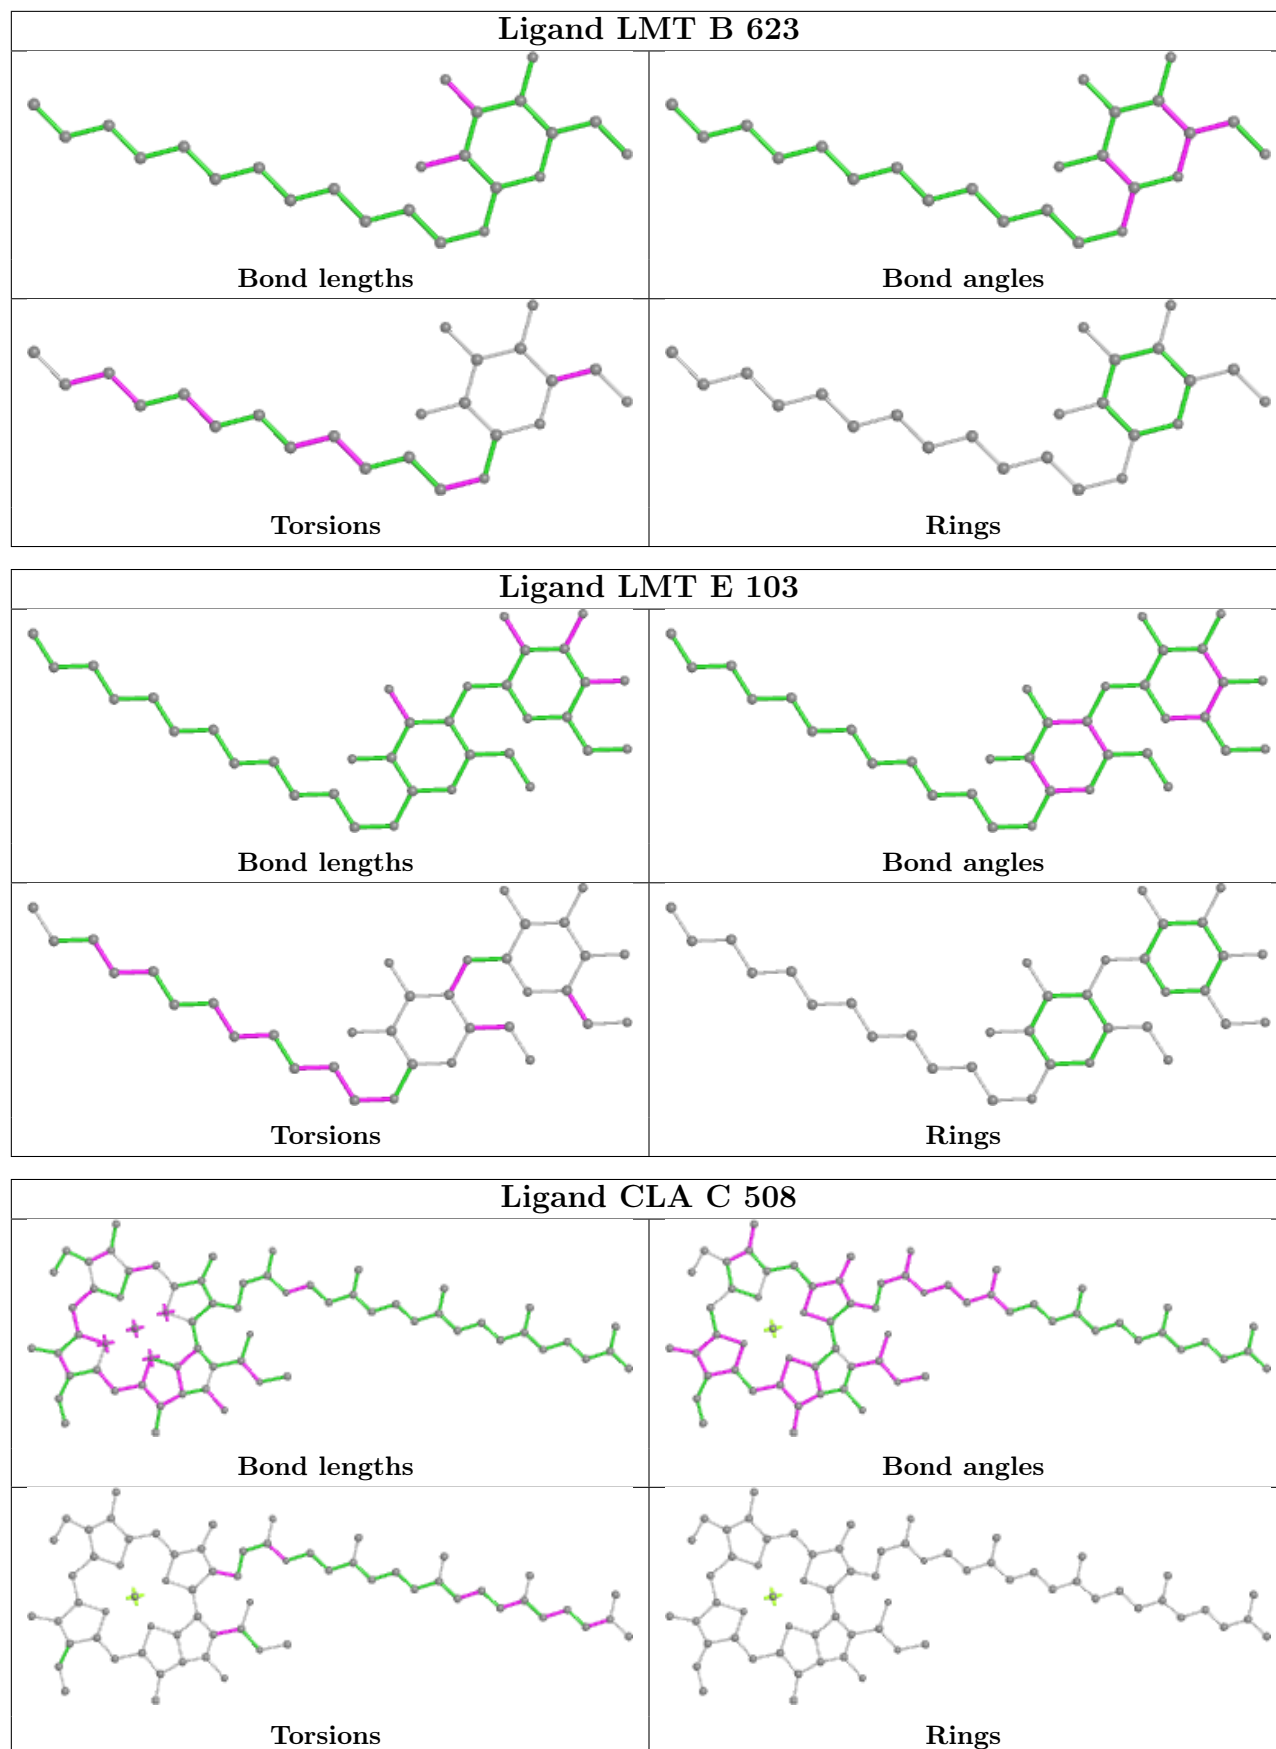 Ligand LMT B 623
Bond lengths
Bond angles
Torsions
Rings
Ligand LMT E 103
Bond lengths
Bond angles
Torsions
Rings
Ligand CLA C 508
Bond lengths
Bond angles
Torsions
Rings